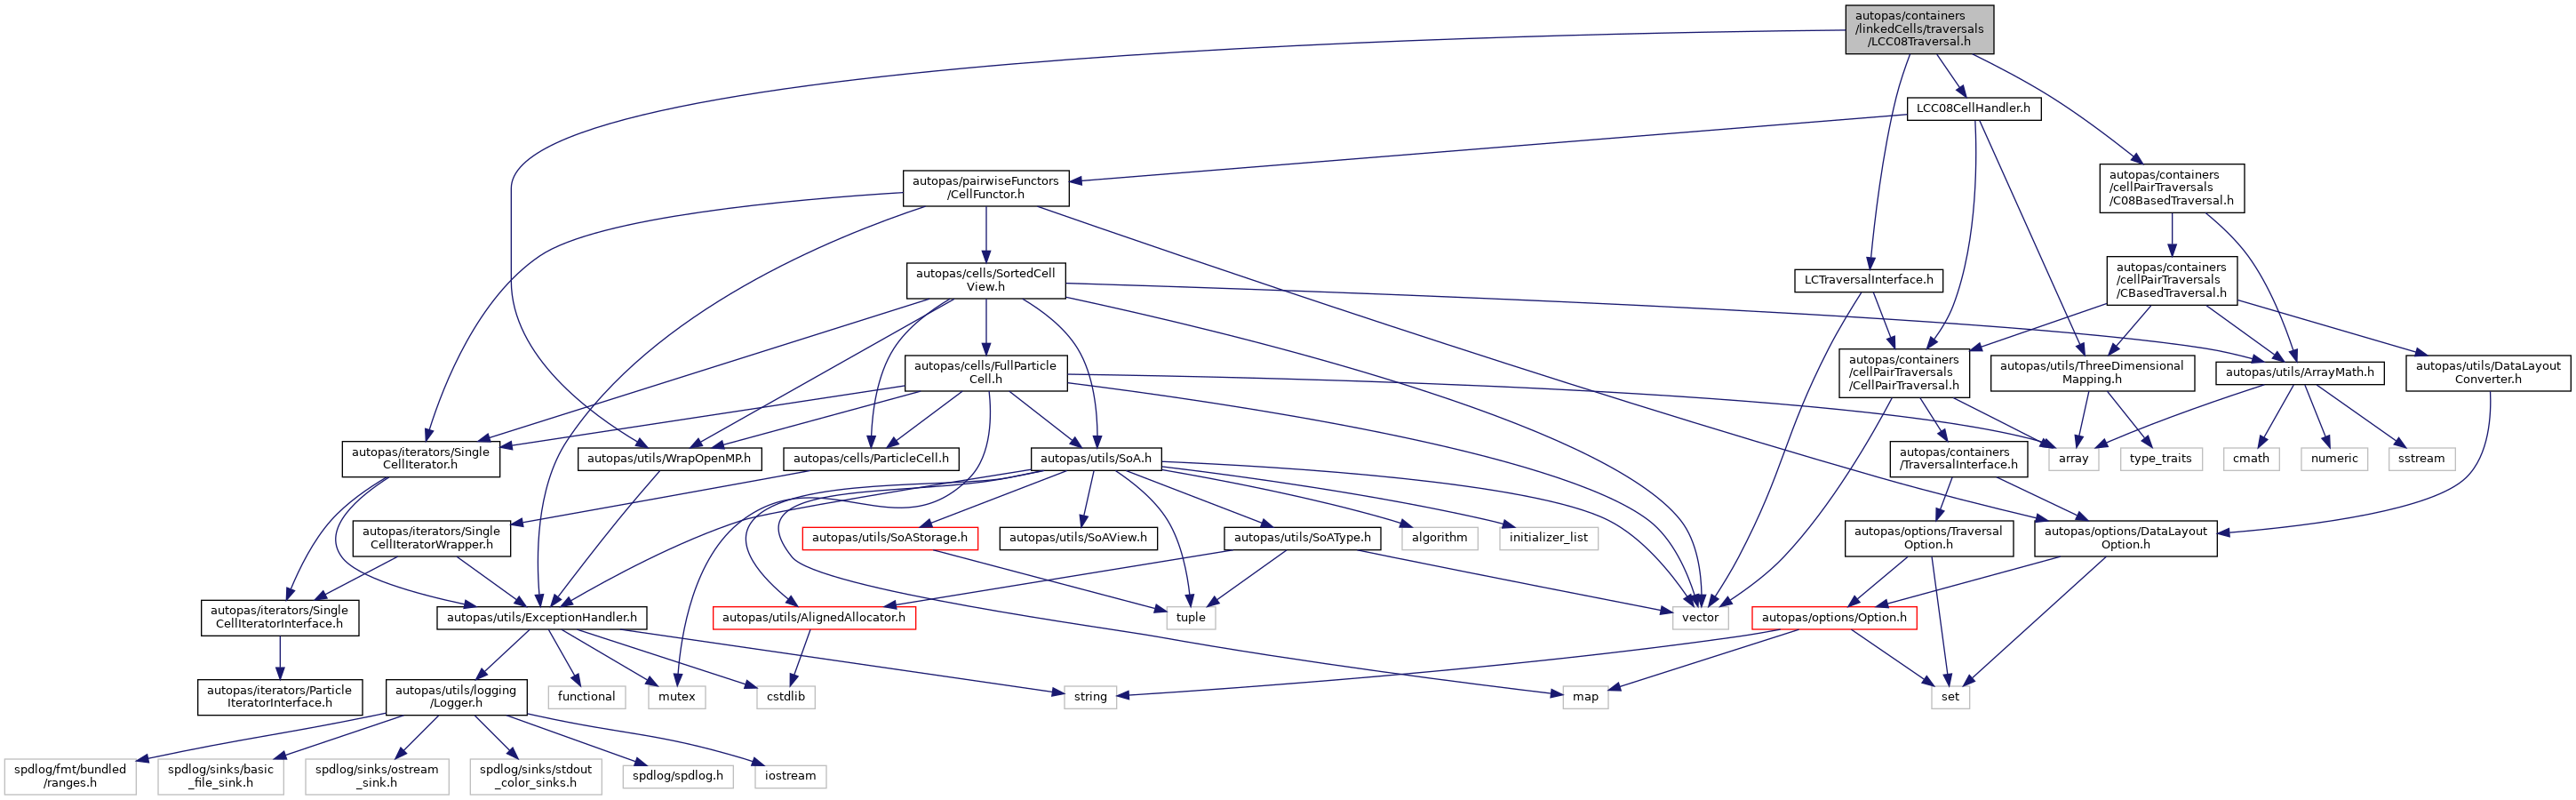 autopas/containers
/linkedCells/traversals
/LCC08Traversal.h
LCC08CellHandler.h
autopas/pairwiseFunctors
/CellFunctor.h
autopas/containers
/cellPairTraversals
/C08BasedTraversal.h
autopas/cells/SortedCell
View.h
LCTraversalInterface.h
autopas/containers
/cellPairTraversals
/CBasedTraversal.h
autopas/cells/FullParticle
Cell.h
autopas/containers
/cellPairTraversals
/CellPairTraversal.h
autopas/utils/ThreeDimensional
Mapping.h
autopas/utils/ArrayMath.h
autopas/utils/DataLayout
Converter.h
autopas/iterators/Single
CellIterator.h
autopas/utils/WrapOpenMP.h
autopas/cells/ParticleCell.h
autopas/utils/SoA.h
autopas/containers
/TraversalInterface.h
array
type_traits
cmath
numeric
sstream
autopas/iterators/Single
CellIteratorWrapper.h
autopas/utils/SoAStorage.h
autopas/utils/SoAView.h
autopas/utils/SoAType.h
algorithm
initializer_list
autopas/options/Traversal
Option.h
autopas/options/DataLayout
Option.h
autopas/iterators/Single
CellIteratorInterface.h
autopas/utils/ExceptionHandler.h
autopas/utils/AlignedAllocator.h
tuple
vector
autopas/options/Option.h
autopas/iterators/Particle
IteratorInterface.h
autopas/utils/logging
/Logger.h
functional
mutex
cstdlib
string
map
set
spdlog/fmt/bundled
/ranges.h
spdlog/sinks/basic
_file_sink.h
spdlog/sinks/ostream
_sink.h
spdlog/sinks/stdout
_color_sinks.h
spdlog/spdlog.h
iostream